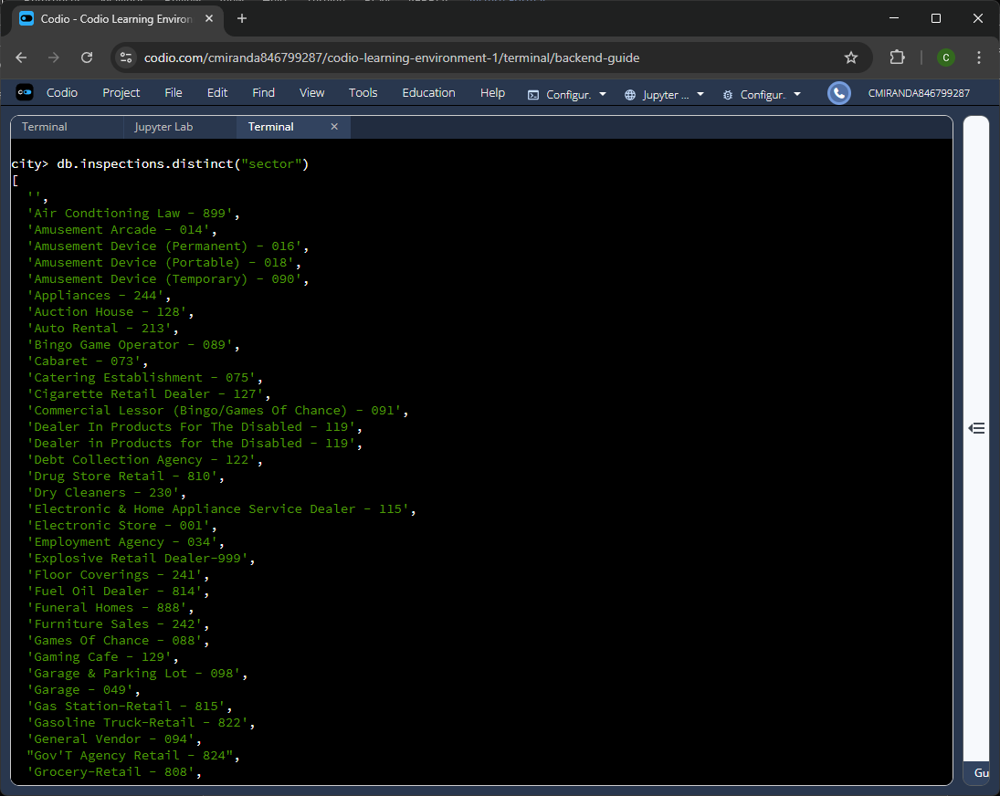 Codio - Codio Learning Environ
codio.com/cmiranda846799287/codio-learning-environment-1/terminal/backend-guide
C
Codio Project File Edit Find View Tools Education Help Configur. Jupyter ... Configur.. CMIRANDA846799287
Terminal Jupyter Lab Terminal
city> db.inspections.distinct("sector")
[
'',
'Air Condtioning Law - 899',
'Amusement Arcade - 014',
'Amusement Device (Permanent) - 016',
'Amusement Device (Portable) - 018',
'Amusement Device (Temporary) - 090',
'Appliances - 244',
'Auction House - 128',
'Auto Rental - 213',
'Bingo Game Operator - 089',
'Cabaret - 073',
'Catering Establishment - 075',
'Cigarette Retail Dealer - 127',
'Commercial Lessor (Bingo/Games Of Chance) - 091',
'Dealer In Products For The Disabled - 119',
'Dealer in Products for the Disabled - 119',
'Debt Collection Agency - 122',
'Drug Store Retail - 810',
'Dry Cleaners - 230',
'Electronic & Home Appliance Service Dealer - 115',
'Electronic Store - 001',
'Employment Agency - 034',
'Explosive Retail Dealer-999',
'Floor Coverings - 241',
'Fuel Oil Dealer - 814',
'Funeral Homes - 888',
'Furniture Sales - 242',
'Games Of Chance - 088',
'Gaming Cafe - 129',
'Garage & Parking Lot - 098',
'Garage - 049',
'Gas Station-Retail - 815',
'Gasoline Truck-Retail - 822',
'General Vendor - 094',
"Gov'T Agency Retail - 824",
'Grocery-Retail - 808',
Gu